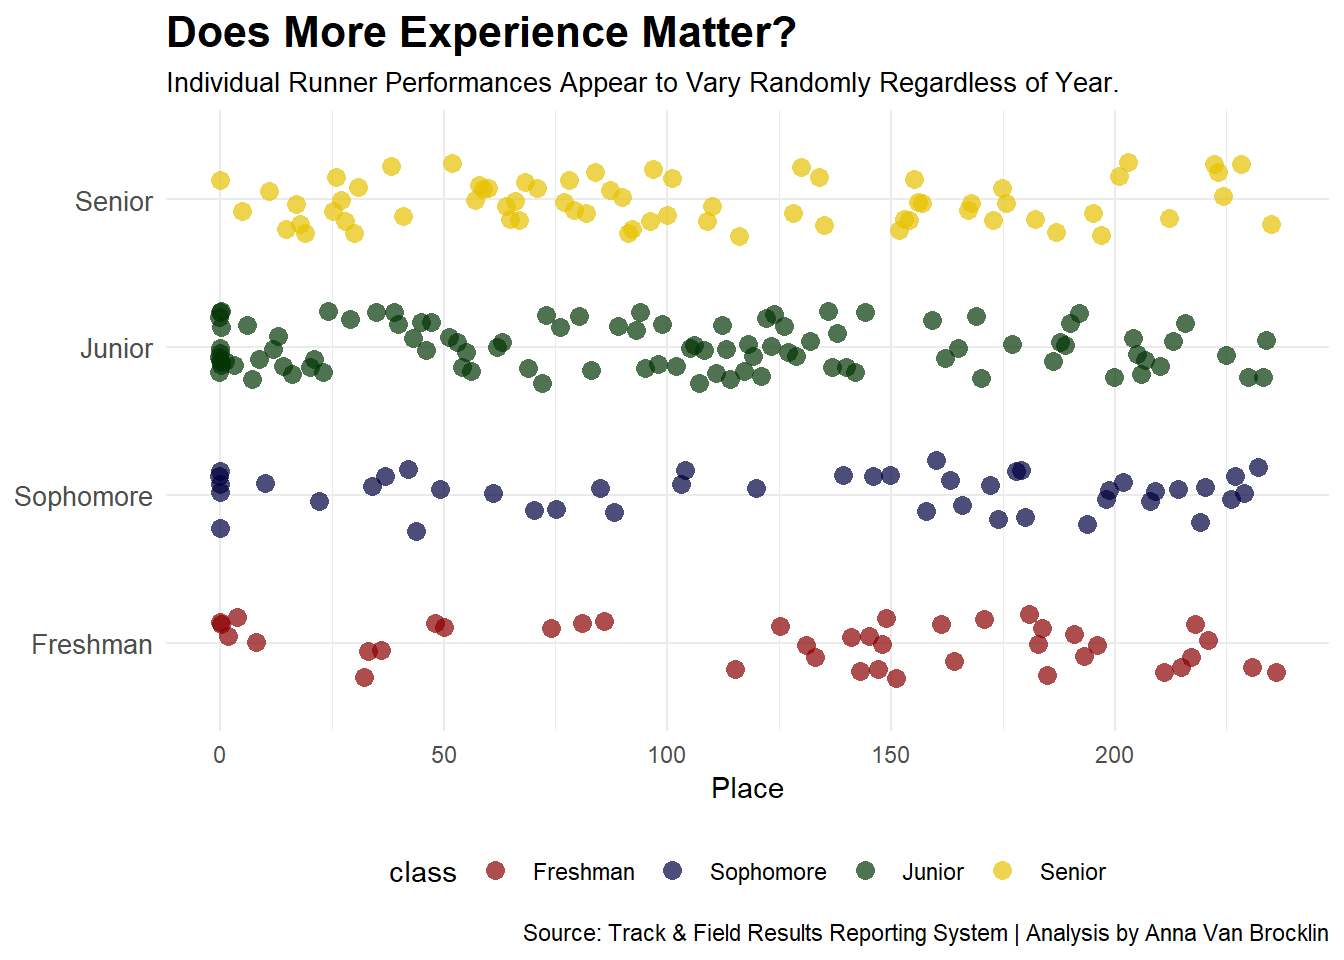 Does More Experience Matter?
Individual Runner Performances Appear to Vary Randomly Regardless of Year.
Senior
Junior
Sophomore
Freshman
0 50 100 150 200
Place
class Freshman Sophomore Junior Senior
Source: Track & Field Results Reporting System | Analysis by Anna Van Brocklin